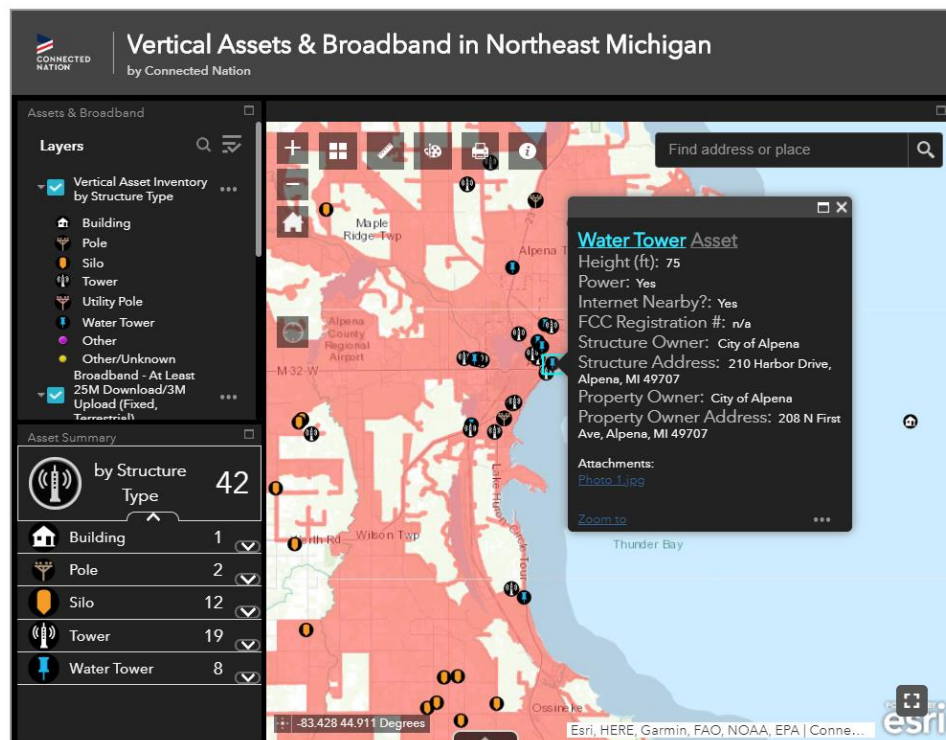 CONNECTED
NATION
Vertical Assets & Broadband in Northeast Michigan
by Connected Nation
Assets & Broadband
Layers
Vertical Asset Inventory
by Structure Type
Building
Pole
Silo
Tower
Utility Pole
Water Tower
Other
Other/Unknown
Broadband - At Least
25M Download/3M
Upload (Fixed,
Terrestrial)
Asset Summary
by Structure
Type
42
Building 1
Pole 2
Silo 12
Tower 19
Water Tower 8
Find address or place
Maple
Ridge Twp
Alpena T
23
Alpena
County
Regional
Airport
M-32-W
Wilson Twp
Lake Huron Circle Tour
Thunder Bay
Ossineke
Water Tower Asset
Height (ft): 75
Power: Yes
Internet Nearby?: Yes
FCC Registration #: n/a
Structure Owner: City of Alpena
Structure Address: 210 Harbor Drive,
Alpena, MI 49707
Property Owner: City of Alpena
Property Owner Address: 208 N First
Ave, Alpena, MI 49707
Attachments:
Photo 1.jpg
Zoom to
-83.428 44.911 Degrees
Esri, HERE, Garmin, FAO, NOAA, EPA | Conne...
esri